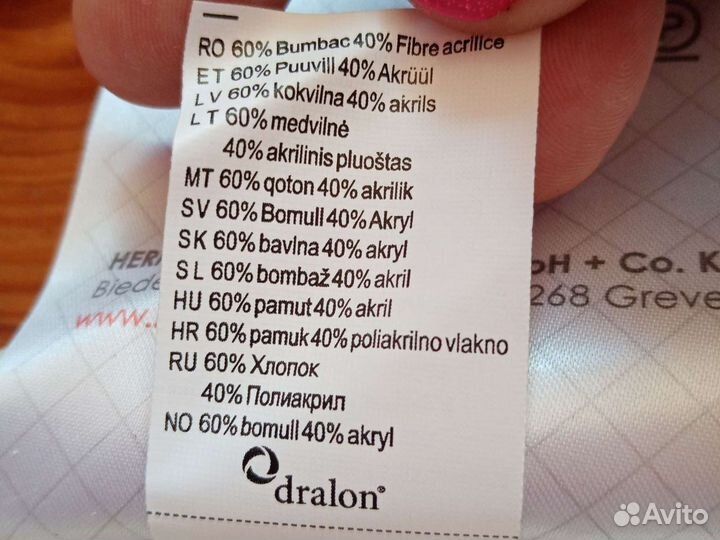 RO 60% Bumbac 40% Fibre acrilice
ET 60% Puuvill 40% Akrüül
LV 60% kokvilna 40% akrils
LT 60% medvilnė
40% akrilinis pluoštas
MT 60% qoton 40% akrilik
SV 60% Bomull 40% Akryl
SK 60% bavlna 40% akryl
SL 60% bombaž 40% akril
HU 60% pamut 40% akril
HR 60% pamuk 40% poliakrilno vlakno
RU 60% Хлопок
40% Полиакрил
NO 60% bomull 40% akryl
dralon®
+ Co. K
268 Greve
www.
Avito